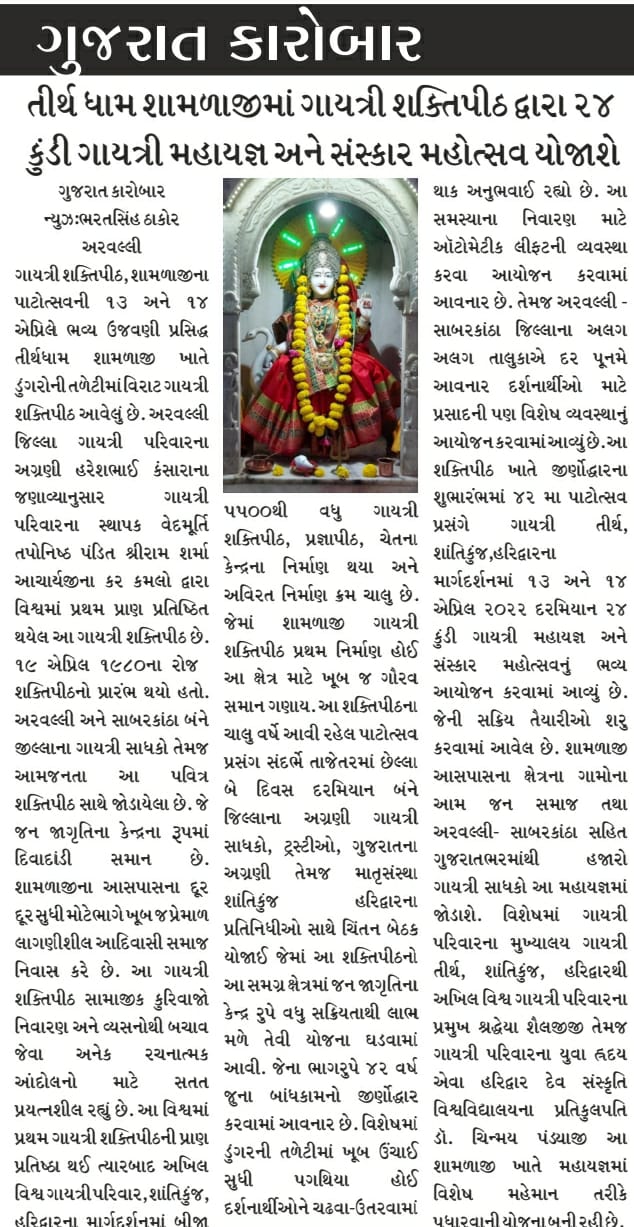 ગુજરાત કારોબાર
તીર્થ ધામ શામળાજીમાં ગાયત્રી શક્તિપીઠ દ્વારા ૨૪
કુંડી ગાયત્રી મહાયજ્ઞ અને સંસ્કાર મહોત્સવ યોજાશે
ગુજરાત કારોબાર
ન્યુઝ:ભરતસિંહ ઠાકોર
અરવલ્લી
ગાયત્રી શક્તિપીઠ,શામળાજીના
પાટોત્સવની ૧૩ અને ૧૪
એપ્રિલે ભવ્ય ઉજવણી પ્રસિદ્ધ
તીર્થધામ શામળાજી ખાતે
ડુંગરોની તળેટીમાં વિરાટ ગાયત્રી
શક્તિપીઠ આવેલું છે. અરવલ્લી
જિલ્લા ગાયત્રી પરિવારના
અગ્રણી હરેશભાઈ કંસારાના
જણાવ્યાનુસાર ગાયત્રી
પરિવારના સ્થાપક વેદમૂર્તિ
તપોનિષ્ઠ પંડિત શ્રીરામ શર્મા
આચાર્યજીના કર કમલો દ્વારા
વિશ્વમાં પ્રથમ પ્રાણ પ્રતિષ્ઠિત
થયેલ આ ગાયત્રી શક્તિપીઠ છે.
૧૯ એપ્રિલ ૧૯૮૦ના રોજ
શક્તિપીઠનો પ્રારંભ થયો હતો.
અરવલ્લી અને સાબરકાંઠા બંને
જીલ્લાના ગાયત્રી સાધકો તેમજ
આમજનતા આ પવિત્ર
શક્તિપીઠ સાથે જોડાયેલા છે. જે
જન જાગૃતિના કેન્દ્રના રૂપમાં
દિવાદાંડી સમાન છે.
શામળાજીના આસપાસના દૂર
દૂર સુધી મોટેભાગે ખૂબ જ પ્રેમાળ
લાગણીશીલ આદિવાસી સમાજ
નિવાસ કરે છે. આ ગાયત્રી
શક્તિપીઠ સામાજીક કુરિવાજો
નિવારણ અને વ્યસનોથી બચાવ
જેવા અનેક રચનાત્મક
આંદોલનો માટે સતત
પ્રયત્નશીલ રહ્યું છે. આ વિશ્વમાં
પ્રથમ ગાયત્રી શક્તિપીઠની પ્રાણ
પ્રતિષ્ઠા થઈ ત્યારબાદ અખિલ
વિશ્વ ગાયત્રી પરિવાર, શાંતિકુંજ,
હરિદ્વારના માર્ગદર્શનમાં બીજા
૫૫૦૦થી વધુ ગાયત્રી
શક્તિપીઠ, પ્રજ્ઞાપીઠ, ચેતના
કેન્દ્રના નિર્માણ થયા અને
અવિરત નિર્માણ ક્રમ ચાલુ છે.
જેમાં શામળાજી ગાયત્રી
શક્તિપીઠ પ્રથમ નિર્માણ હોઈ
આ ક્ષેત્ર માટે ખૂબ જ ગૌરવ
સમાન ગણાય. આ શક્તિપીઠના
ચાલુ વર્ષે આવી રહેલ પાટોત્સવ
પ્રસંગ સંદર્ભે તાજેતરમાં છેલ્લા
બે દિવસ દરમિયાન બંને
જિલ્લાના અગ્રણી ગાયત્રી
સાધકો, ટ્રસ્ટીઓ, ગુજરાતના
અગ્રણી તેમજ માતૃસંસ્થા
શાંતિકુંજ હરિદ્વારના
પ્રતિનિધીઓ સાથે ચિંતન બેઠક
યોજાઈ જેમાં આ શક્તિપીઠનો
આ સમગ્ર ક્ષેત્રમાં જન જાગૃતિના
કેન્દ્ર રુપે વધુ સક્રિયતાથી લાભ
મળે તેવી યોજના ઘડવામાં
આવી. જેના ભાગરુપે ૪૨ વર્ષ
જુના બાંધકામનો જીર્ણોદ્ધાર
કરવામાં આવનાર છે. વિશેષમાં
ડુંગરની તળેટીમાં ખૂબ ઉંચાઈ
સુધી પગથિયા હોઈ
દર્શનાર્થીઓને ચઢવા-ઉતરવામાં
થાક અનુભવાઈ રહ્યો છે. આ
સમસ્યાના નિવારણ માટે
ઑટોમેટીક લીફ્ટની વ્યવસ્થા
કરવા આયોજન કરવામાં
આવનાર છે. તેમજ અરવલ્લી -
સાબરકાંઠા જિલ્લાના અલગ
અલગ તાલુકાએ દર પૂનમે
આવનાર દર્શનાર્થીઓ માટે
પ્રસાદની પણ વિશેષ વ્યવસ્થાનું
આયોજન કરવામાં આવ્યું છે. આ
શક્તિપીઠ ખાતે જીર્ણોદ્ધારના
શુભારંભમાં ૪૨ મા પાટોત્સવ
પ્રસંગે ગાયત્રી તીર્થ,
શાંતિકુંજ,હરિદ્વારના
માર્ગદર્શનમાં ૧૩ અને ૧૪
એપ્રિલ ૨૦૨૨ દરમિયાન ૨૪
કુંડી ગાયત્રી મહાયજ્ઞ અને
સંસ્કાર મહોત્સવનું ભવ્ય
આયોજન કરવામાં આવ્યું છે.
જેની સક્રિય તૈયારીઓ શરુ
કરવામાં આવેલ છે. શામળાજી
આસપાસના ક્ષેત્રના ગામોના
આમ જન સમાજ તથા
અરવલ્લી- સાબરકાંઠા સહિત
ગુજરાતભરમાંથી હજારો
ગાયત્રી સાધકો આ મહાયજ્ઞમાં
જોડાશે. વિશેષમાં ગાયત્રી
પરિવારના મુખ્યાલય ગાયત્રી
તીર્થ, શાંતિકુંજ, હરિદ્વારથી
અખિલ વિશ્વ ગાયત્રી પરિવારના
પ્રમુખ શ્રદ્ધેયા શૈલજીજી તેમજ
ગાયત્રી પરિવારના યુવા હ્રદય
એવા હરિદ્વાર દેવ સંસ્કૃતિ
વિશ્વવિદ્યાલયના પ્રતિકુલપતિ
ડૉ. ચિન્મય પંડયાજી આ
શામળાજી ખાતે મહાયજ્ઞમાં
વિશેષ મહેમાન તરીકે
પધારવાની યોજના બની રહી છે.